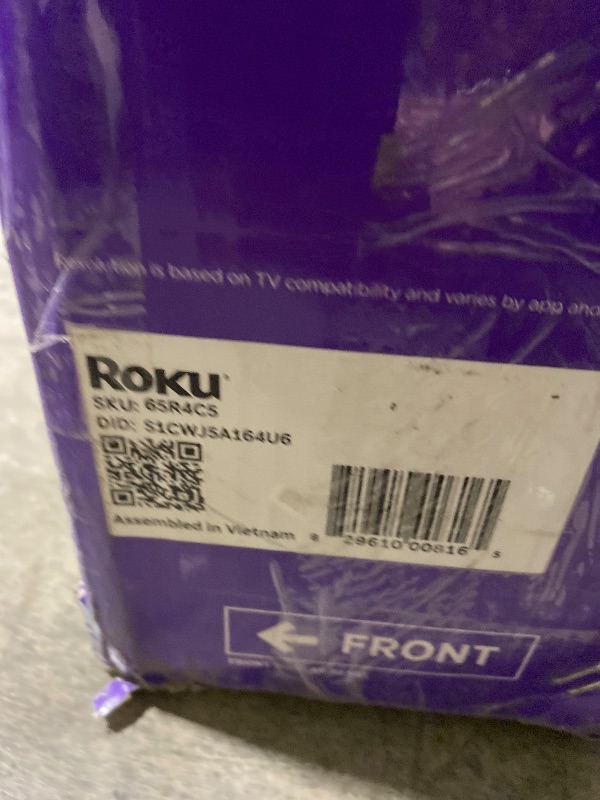 Resolution is based on TV compatibility and varies by app and
ROKU
SKU: 65R4C5
DID: S1CWJ5A164U6
Assembled in Vietnam
8 29610 00816 5
FRONT